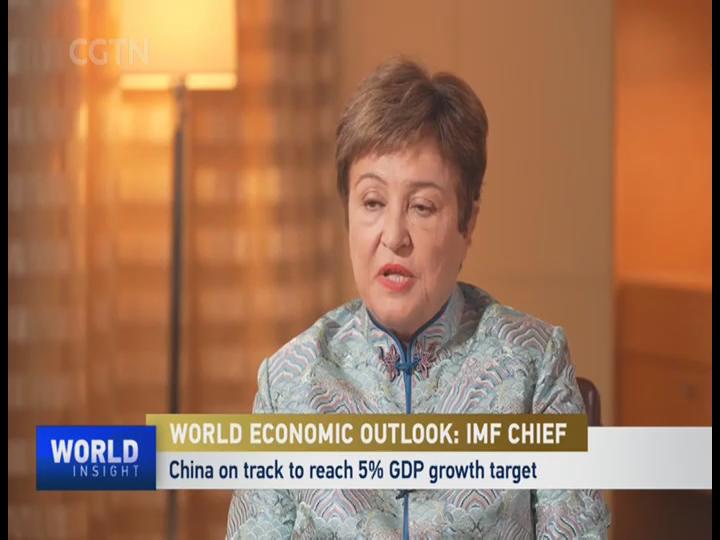 CGTN
WORLD ECONOMIC OUTLOOK: IMF CHIEF
WORLD
INSIGHT
China on track to reach 5% GDP growth target